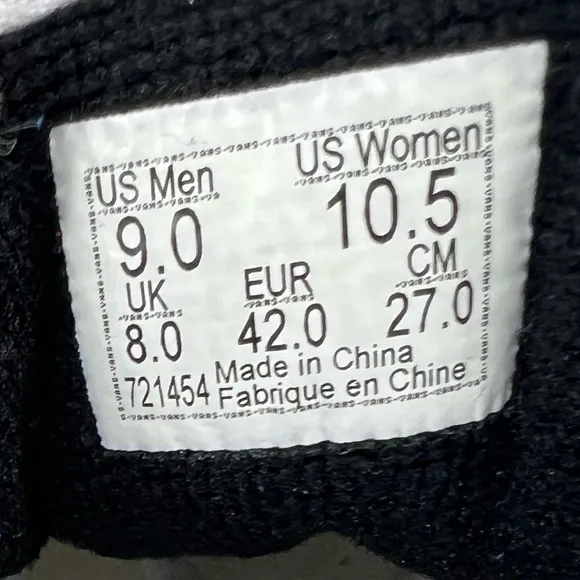 US Men US Women
9.0 10.5
UK EUR CM
8.0 42.0 27.0
721454 Made in China
Fabrique en Chine